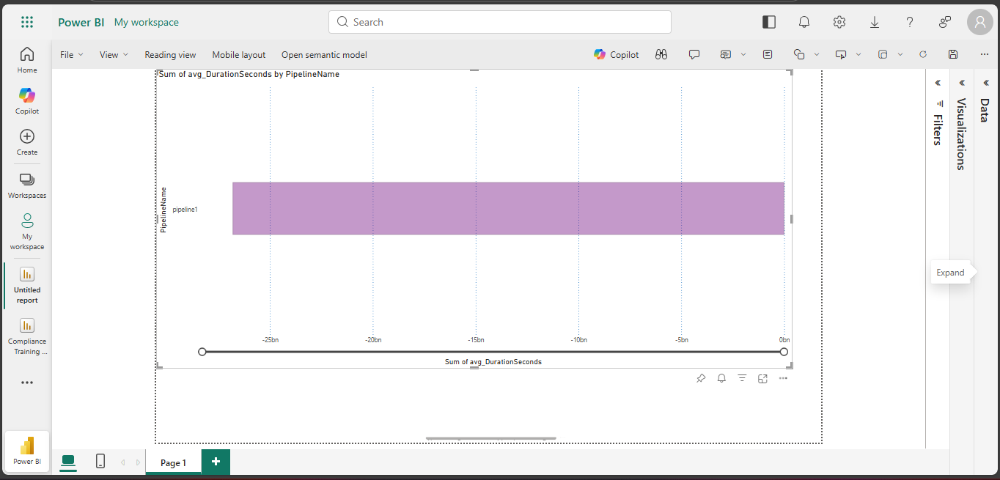 Power BI My workspace
Search
File View Reading view Mobile layout Open semantic model
Copilot
Home
Copilot
Create
Workspaces
My
workspace
Untitled
report
Compliance
Training ...
Power BI
Sum of avg_DurationSeconds by PipelineName
PipelineName
pipeline1
-25bn -20bn -15bn -10bn -5bn 0bn
Sum of avg_DurationSeconds
Filters
Visualizations
Data
Expand
Page 1